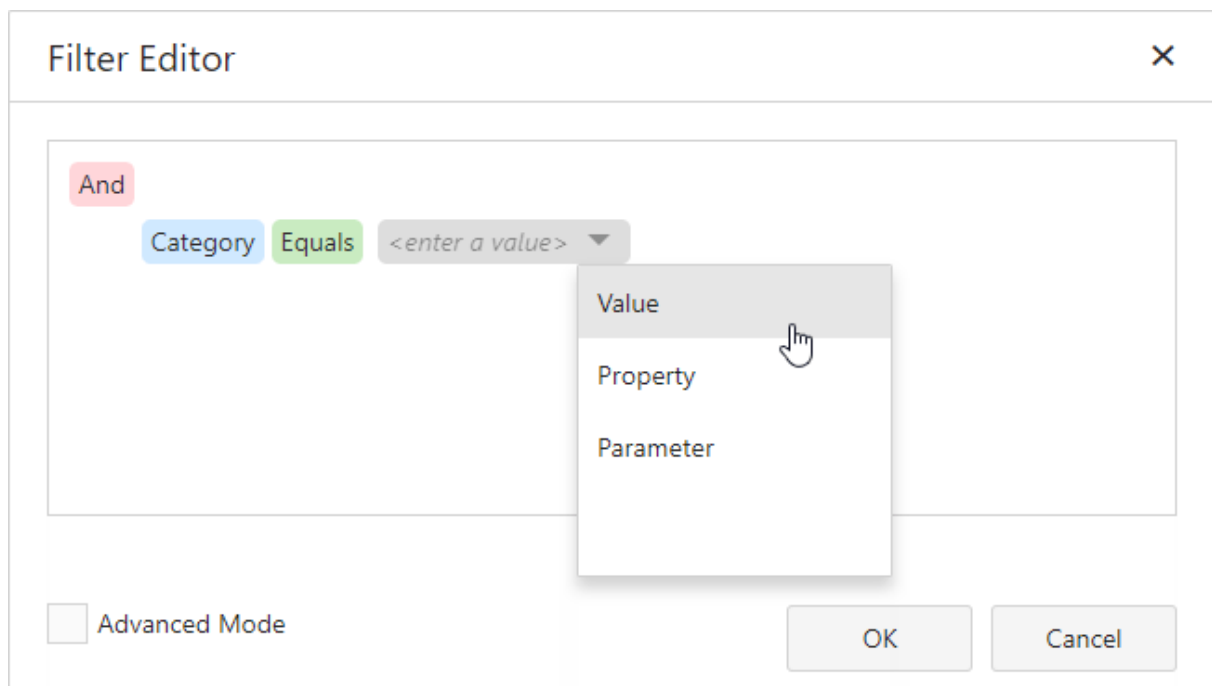 Filter Editor
And
Category Equals <enter a value>
Value
Property
Parameter
Advanced Mode
OK Cancel